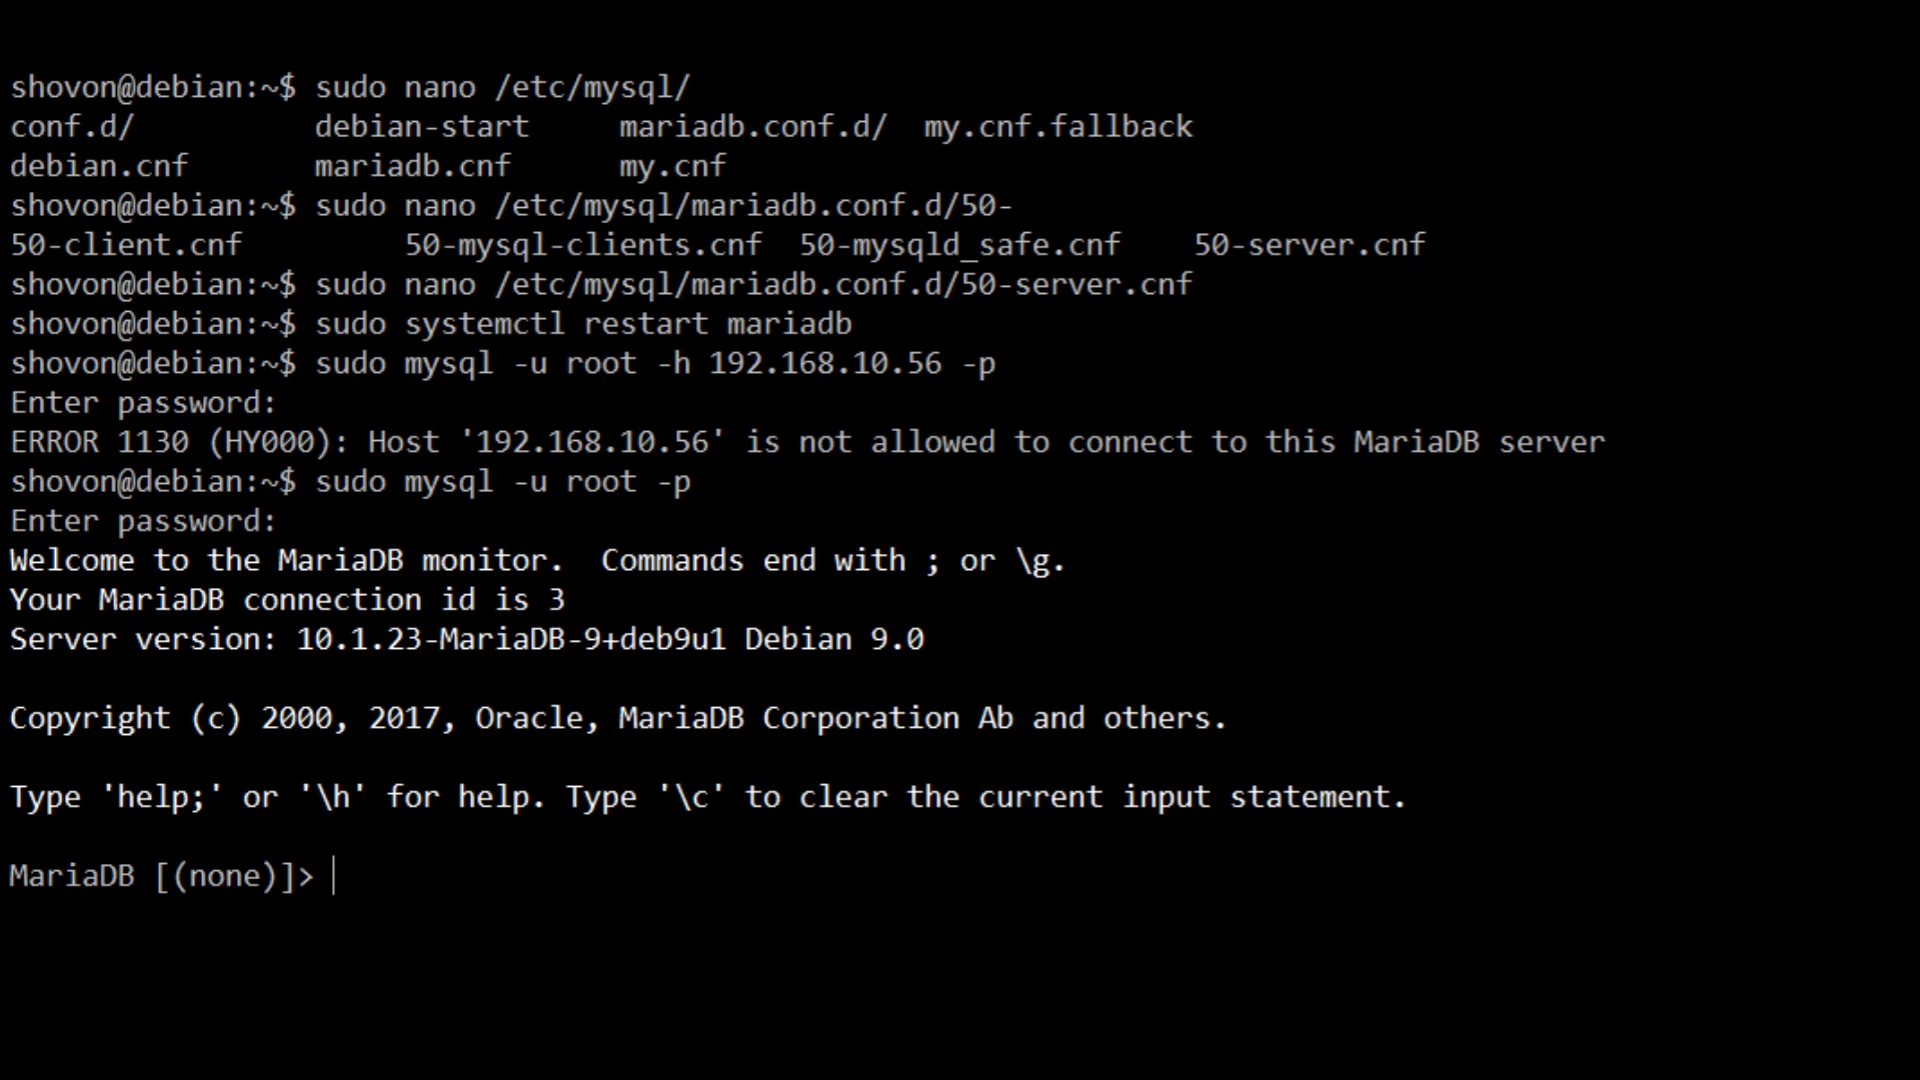 shovon@debian:~$ sudo nano /etc/mysql/
conf.d/          debian-start     mariadb.conf.d/  my.cnf.fallback
debian.cnf       mariadb.cnf      my.cnf
shovon@debian:~$ sudo nano /etc/mysql/mariadb.conf.d/50-
50-client.cnf         50-mysql-clients.cnf  50-mysqld_safe.cnf    50-server.cnf
shovon@debian:~$ sudo nano /etc/mysql/mariadb.conf.d/50-server.cnf
shovon@debian:~$ sudo systemctl restart mariadb
shovon@debian:~$ sudo mysql -u root -h 192.168.10.56 -p
Enter password:
ERROR 1130 (HY000): Host '192.168.10.56' is not allowed to connect to this MariaDB server
shovon@debian:~$ sudo mysql -u root -p
Enter password:
Welcome to the MariaDB monitor.  Commands end with ; or \g.
Your MariaDB connection id is 3
Server version: 10.1.23-MariaDB-9+deb9u1 Debian 9.0

Copyright (c) 2000, 2017, Oracle, MariaDB Corporation Ab and others.

Type 'help;' or '\h' for help. Type '\c' to clear the current input statement.

MariaDB [(none)]>